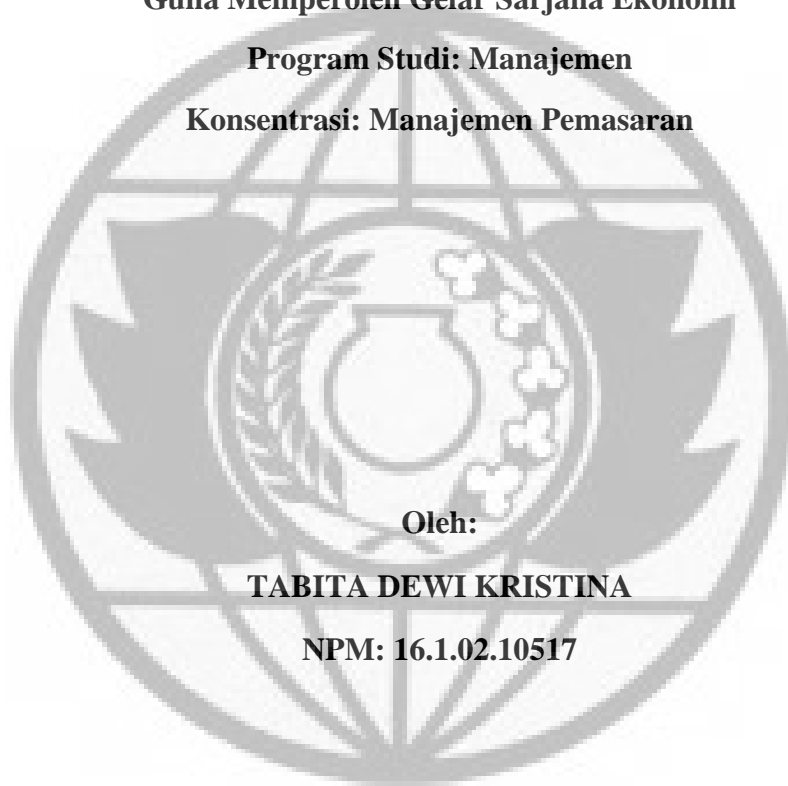 Guna Memperoleh Gelar Sarjana Ekonomi
Program Studi: Manajemen
Konsentrasi: Manajemen Pemasaran
Oleh:
TABITA DEWI KRISTINA
NPM: 16.1.02.10517